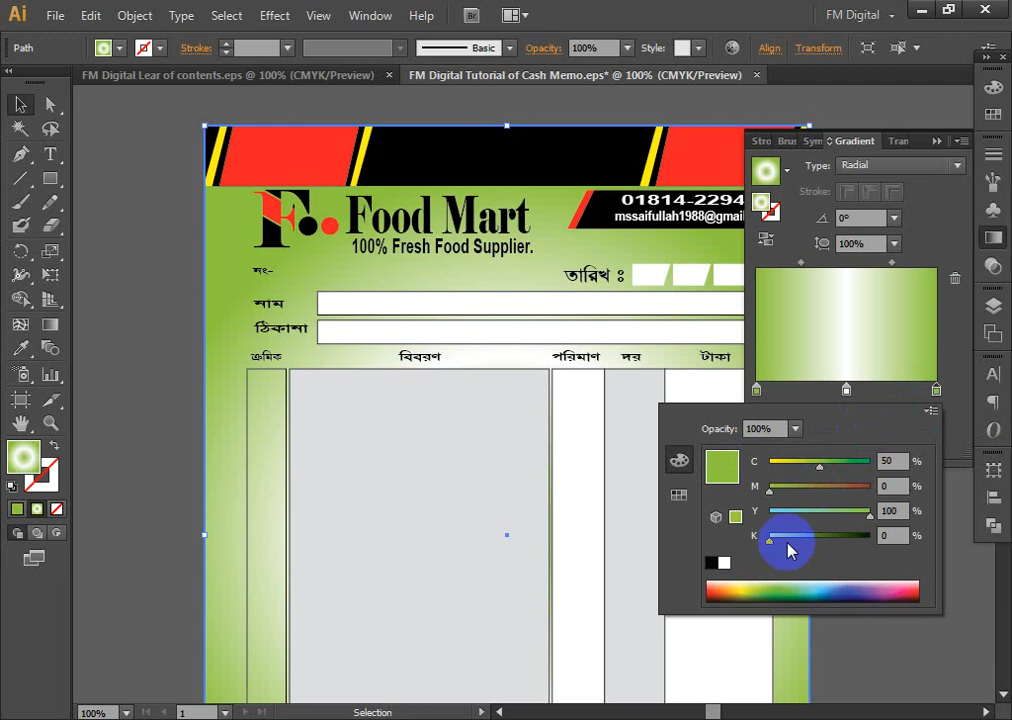 Ai File Edit Object Type Select Effect View Window Help Br FM Digital
Path Stroke: Basic Opacity: 100% Style: Align Transform
FM Digital Lear of contents.eps @ 100% (CMYK/Preview) × FM Digital Tutorial of Cash Memo.eps* @ 100% (CMYK/Preview) ×
Stro Brus Sym Gradient Tran
Type: Radial
Stroke:
0°
100%
F Food Mart
100% Fresh Food Supplier.
01814-2294
mssaifullah1988@gmai
নং-
তারিখ :
নাম
ঠিকাশা
ক্রমিক বিবরণ পরিমাণ দর টাকা
Opacity: 100%
C 50 %
M 0 %
Y 100 %
K 0 %
100% 1 Selection